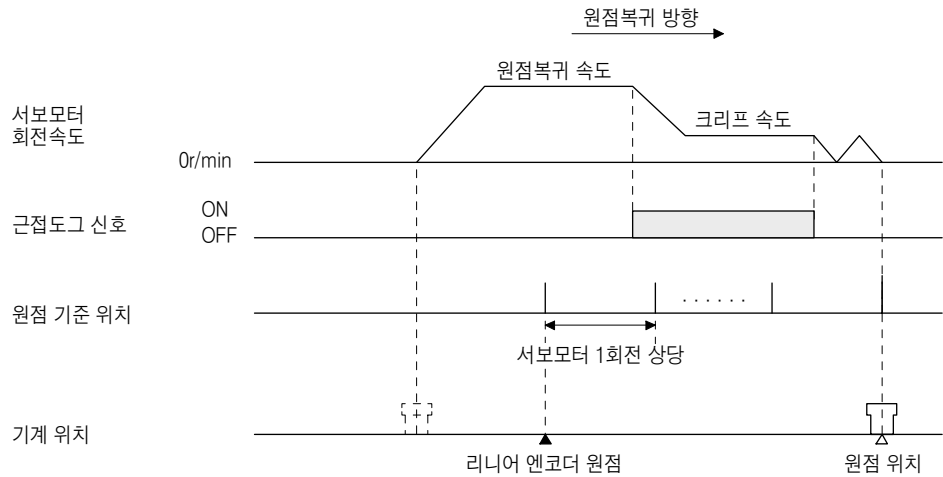 원점복귀 방향
원점복귀 속도
서보모터
회전속도
크리프 속도
0r/min
근접도그 신호
ON
OFF
원점 기준 위치
. . . . . .
서보모터 1회전 상당
기계 위치
리니어 엔코더 원점
원점 위치